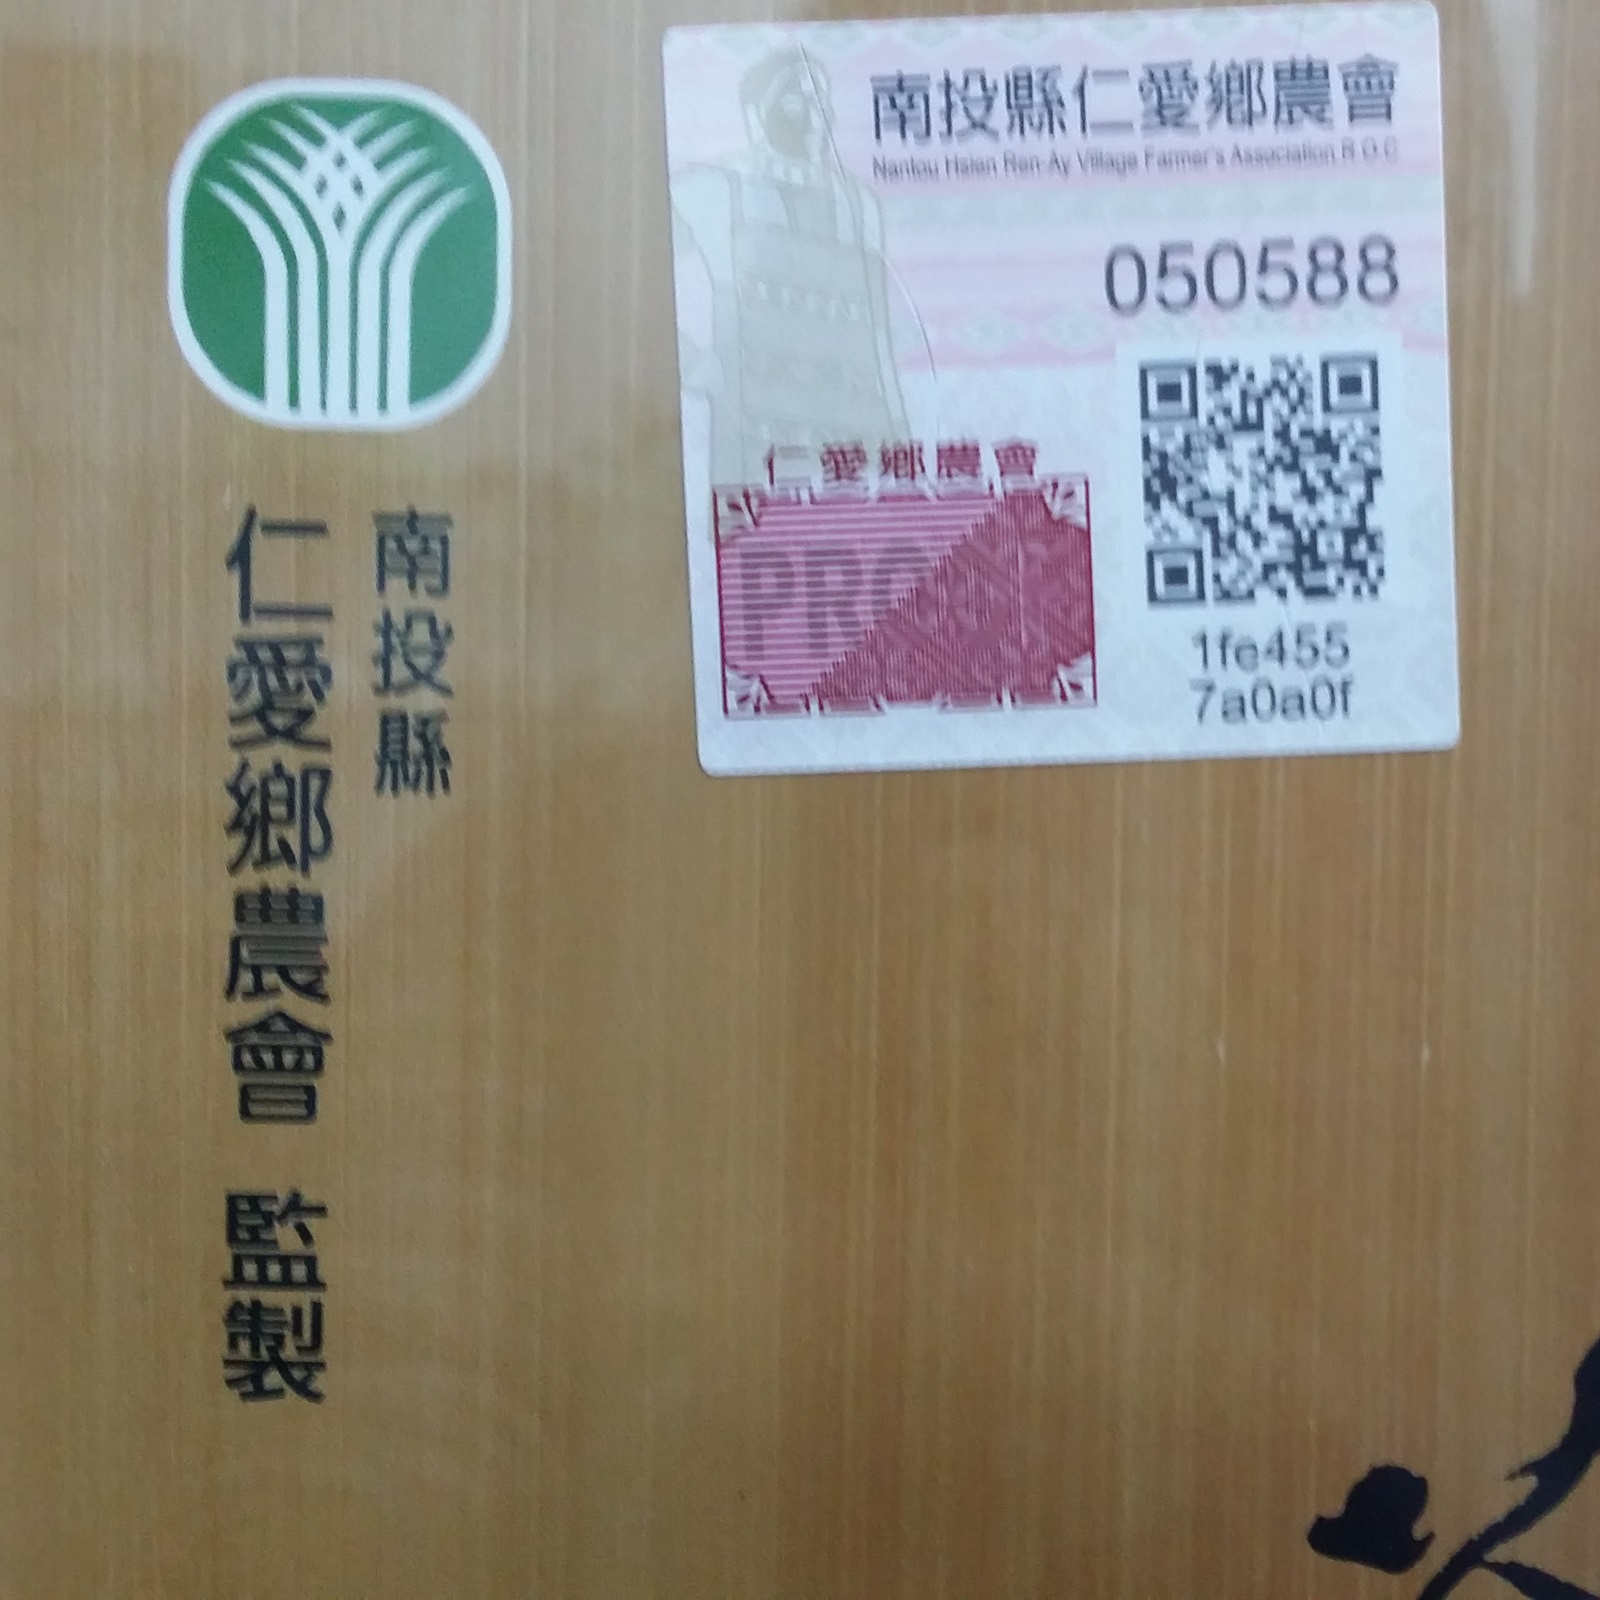 南投縣
仁愛鄉農會 監製
南投縣仁愛鄉農會
Nantou Hsien Ren-Ay Village Farmer's Association R.O.C
050588
仁愛鄉農會
1fe455
7a0a0f